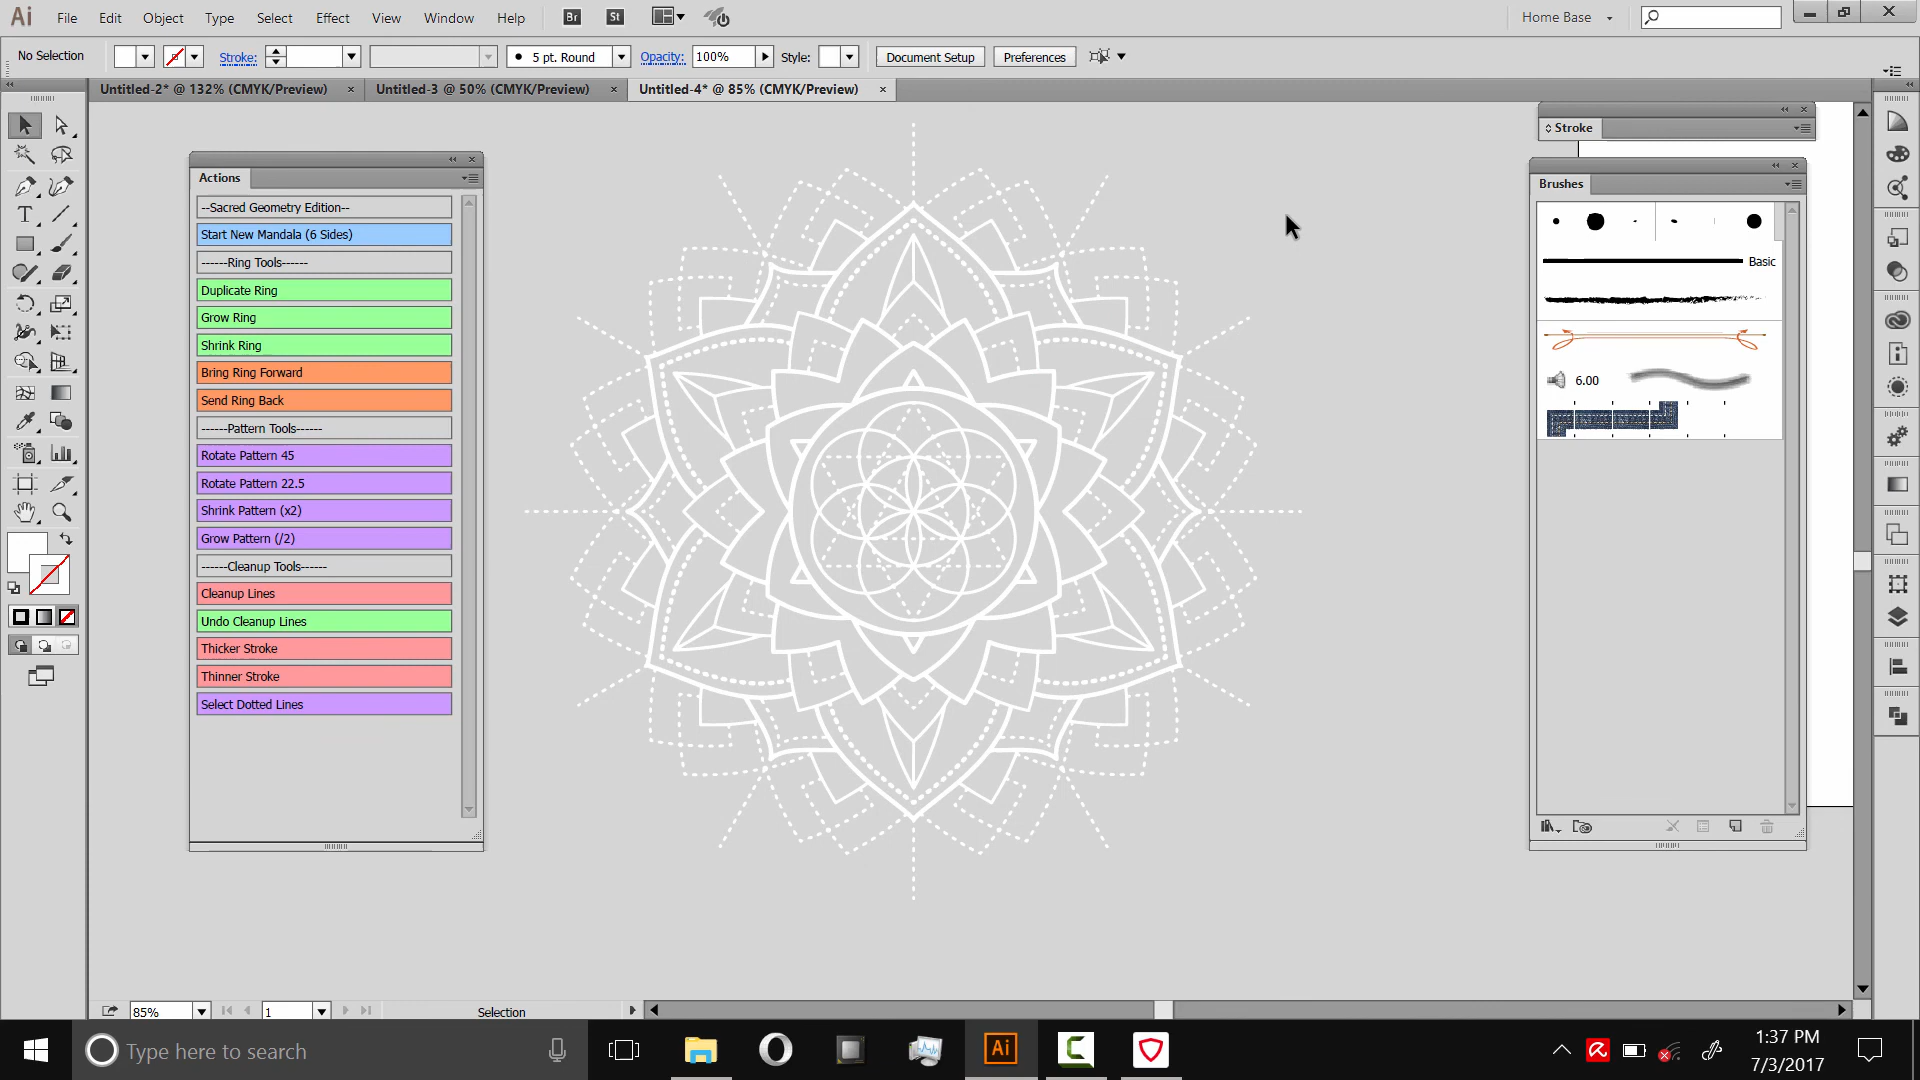 Ai File Edit Object Type Select Effect View Window Help Br St Home Base
No Selection Stroke: 5 pt. Round Opacity: 100% Style: Document Setup Preferences
Untitled-2* @ 132% (CMYK/Preview) Untitled-3 @ 50% (CMYK/Preview) Untitled-4* @ 85% (CMYK/Preview)
Actions
--Sacred Geometry Edition--
Start New Mandala (6 Sides)
------Ring Tools------
Duplicate Ring
Grow Ring
Shrink Ring
Bring Ring Forward
Send Ring Back
------Pattern Tools------
Rotate Pattern 45
Rotate Pattern 22.5
Shrink Pattern (x2)
Grow Pattern (/2)
------Cleanup Tools------
Cleanup Lines
Undo Cleanup Lines
Thicker Stroke
Thinner Stroke
Select Dotted Lines
Stroke
Brushes
Basic
6.00
85% 1 Selection
Type here to search
Ai
1:37 PM
7/3/2017